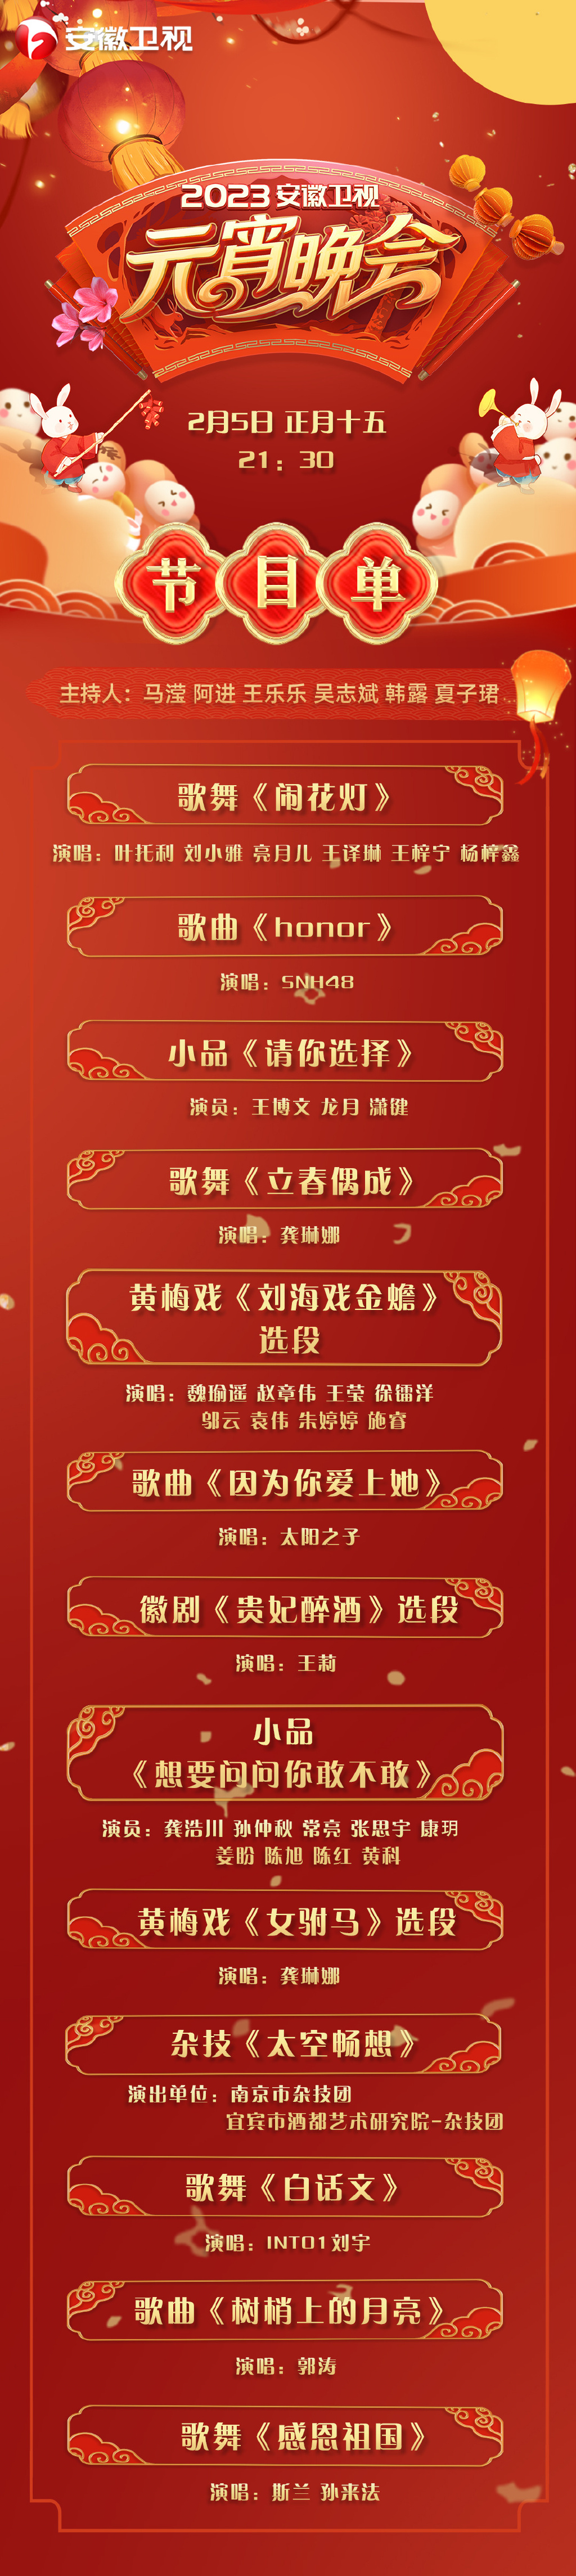 安徽卫视
2023安徽卫视
元宵晚会
2月5日 正月十五
21：30
节目单
主持人：马滢 阿进 王乐乐 吴志斌 韩露 夏子珺
歌舞《闹花灯》
演唱：叶托利 刘小雅 亮月儿 王译琳 王梓宁 杨梓鑫
歌曲《honor》
演唱：SNH48
小品《请你选择》
演员：王博文 龙月 潇健
歌舞《立春偶成》
演唱：龚琳娜
黄梅戏《刘海戏金蟾》
选段
演唱：魏瑜遥 赵章伟 王莹 徐镭洋
邬云 袁伟 朱婷婷 施睿
歌曲《因为你爱上她》
演唱：太阳之子
徽剧《贵妃醉酒》选段
演唱：王莉
小品
《想要问问你敢不敢》
演员：龚浩川 孙仲秋 常亮 张思宇 康玥
姜盼 陈旭 陈红 黄科
黄梅戏《女驸马》选段
演唱：龚琳娜
杂技《太空畅想》
演出单位：南京市杂技团
宜宾市酒都艺术研究院-杂技团
歌舞《白话文》
演唱：INTO1刘宇
歌曲《树梢上的月亮》
演唱：郭涛
歌舞《感恩祖国》
演唱：斯兰 孙来法